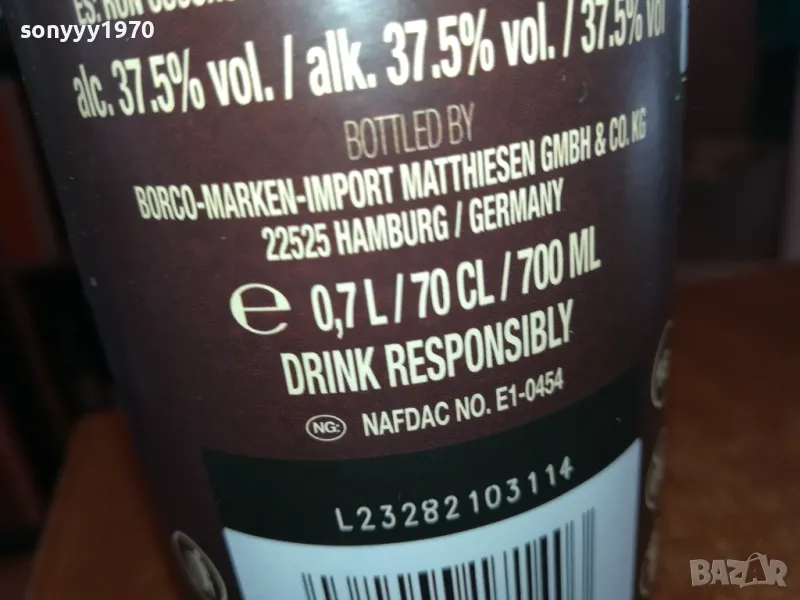 sonyyy1970
ES: RON
alc. 37.5% vol. / alk. 37.5% vol. / 37.5% vol
BOTTLED BY
BORCO-MARKEN-IMPORT MATTHIESEN GMBH & CO. KG
22525 HAMBURG / GERMANY
℮ 0,7 L / 70 CL / 700 ML
DRINK RESPONSIBLY
NG: NAFDAC NO. E1-0454
L23282103114
BAZAR